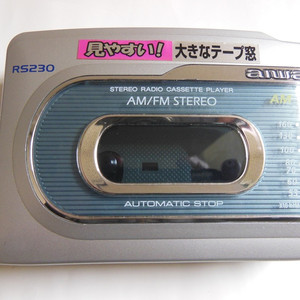 見やすい! 大きなテープ窓
RS230
aiwa
STEREO RADIO CASSETTE PLAYER
AM/FM STEREO
AUTOMATIC STOP